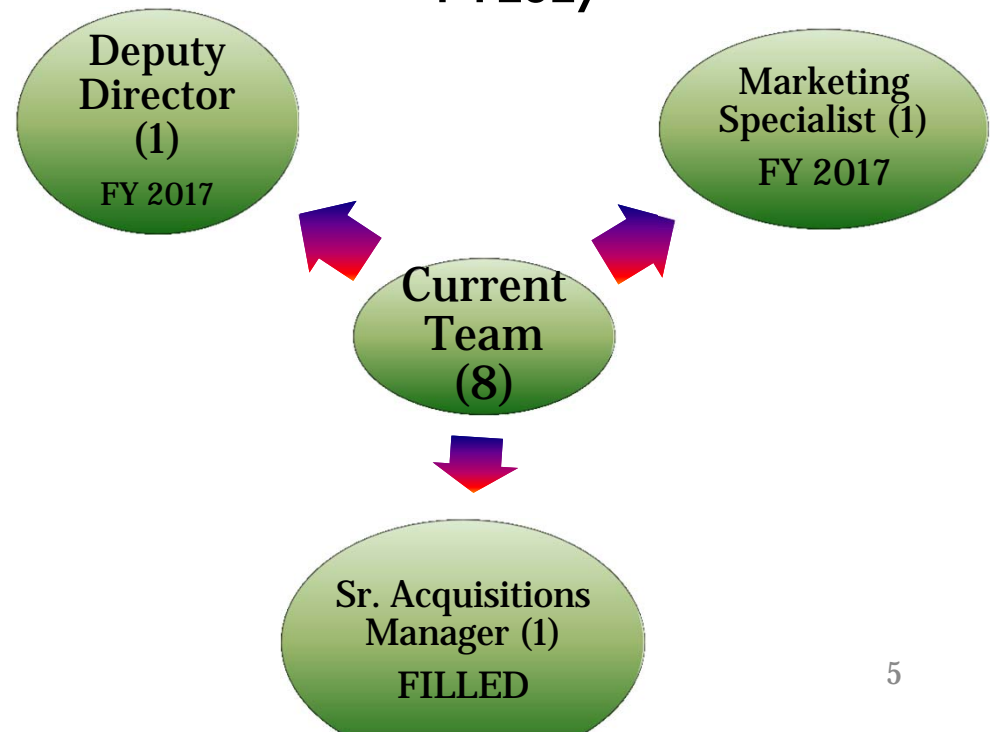 Deputy
Director
(1)
FY 2017
Marketing
Specialist (1)
FY 2017
Current
Team
(8)
Sr. Acquisitions
Manager (1)
FILLED
5